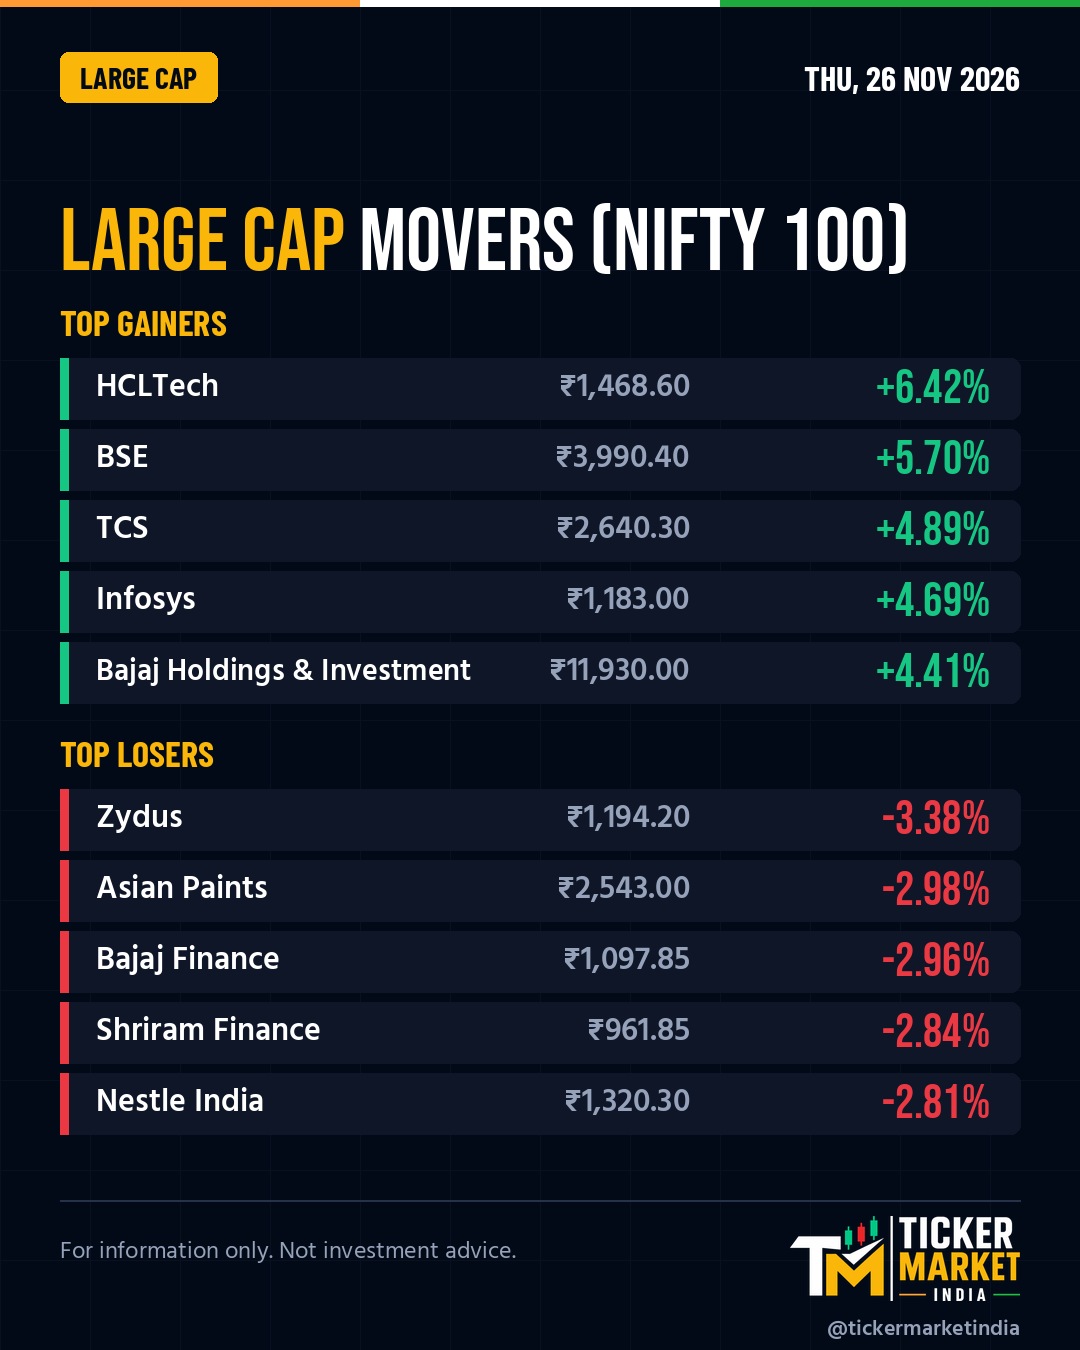 LARGE CAP
THU, 26 NOV 2026
LARGE CAP MOVERS (NIFTY 100)
TOP GAINERS
HCLTech ₹1,468.60 +6.42%
BSE ₹3,990.40 +5.70%
TCS ₹2,640.30 +4.89%
Infosys ₹1,183.00 +4.69%
Bajaj Holdings & Investment ₹11,930.00 +4.41%
TOP LOSERS
Zydus ₹1,194.20 -3.38%
Asian Paints ₹2,543.00 -2.98%
Bajaj Finance ₹1,097.85 -2.96%
Shriram Finance ₹961.85 -2.84%
Nestle India ₹1,320.30 -2.81%
For information only. Not investment advice.
TM
TICKER
MARKET
INDIA
@tickermarketindia